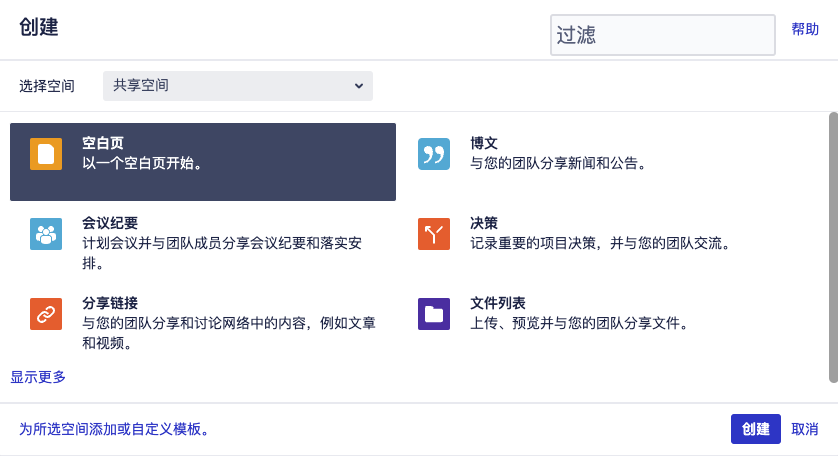 创建
过滤
帮助
选择空间
共享空间
空白页
以一个空白页开始。
博文
与您的团队分享新闻和公告。
会议纪要
计划会议并与团队成员分享会议纪要和落实安
排。
决策
记录重要的项目决策，并与您的团队交流。
分享链接
与您的团队分享和讨论网络中的内容，例如文章
和视频。
文件列表
上传、预览并与您的团队分享文件。
显示更多
为所选空间添加或自定义模板。
创建
取消